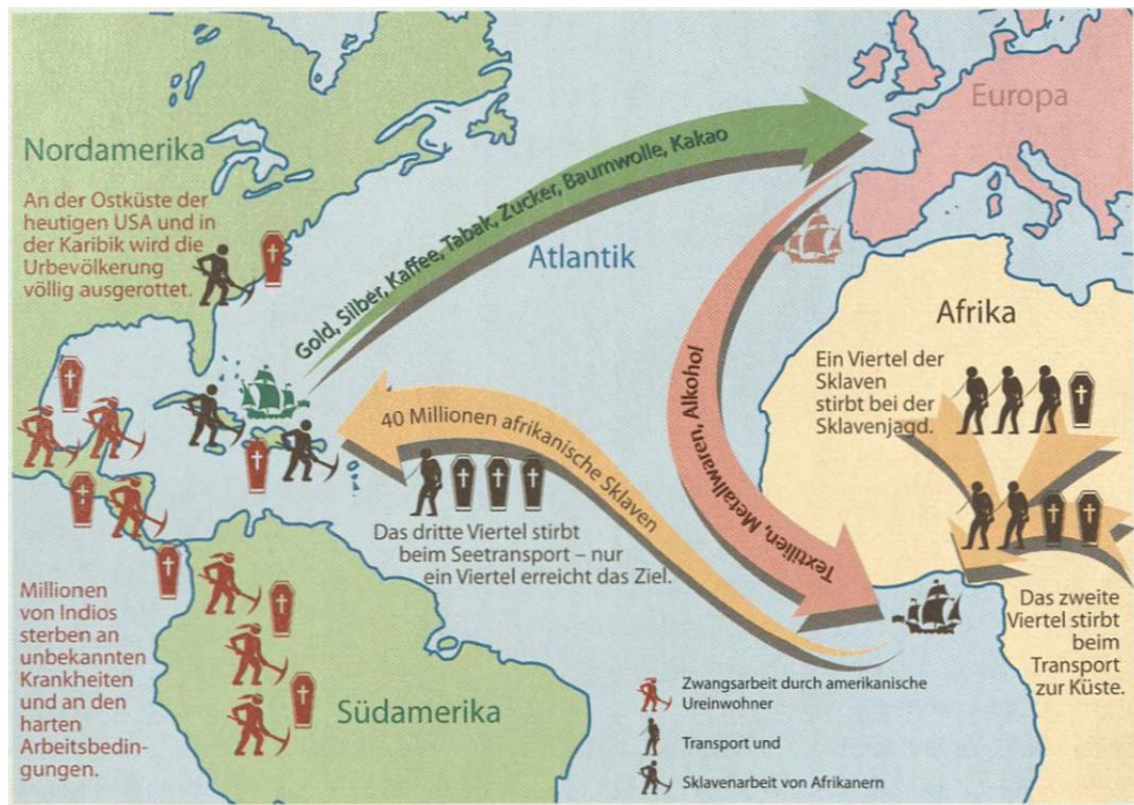 Europa
Nordamerika
An der Ostküste der
heutigen USA und in
der Karibik wird die
Urbevölkerung
völlig ausgerottet.
Gold, Silber, Kaffee, Tabak, Zucker, Baumwolle, Kakao
Atlantik
Afrika
Ein Viertel der
Sklaven
stirbt bei der
Sklavenjagd.
Textilien, Metallwaren, Alkohol
40 Millionen afrikanische Sklaven
Das dritte Viertel stirbt
beim Seetransport – nur
ein Viertel erreicht das Ziel.
Millionen
von Indios
sterben an
unbekannten
Krankheiten
und an den
harten
Arbeitsbedin-
gungen.
Das zweite
Viertel stirbt
beim
Transport
zur Küste.
Südamerika
Zwangsarbeit durch amerikanische
Ureinwohner
Transport und
Sklavenarbeit von Afrikanern